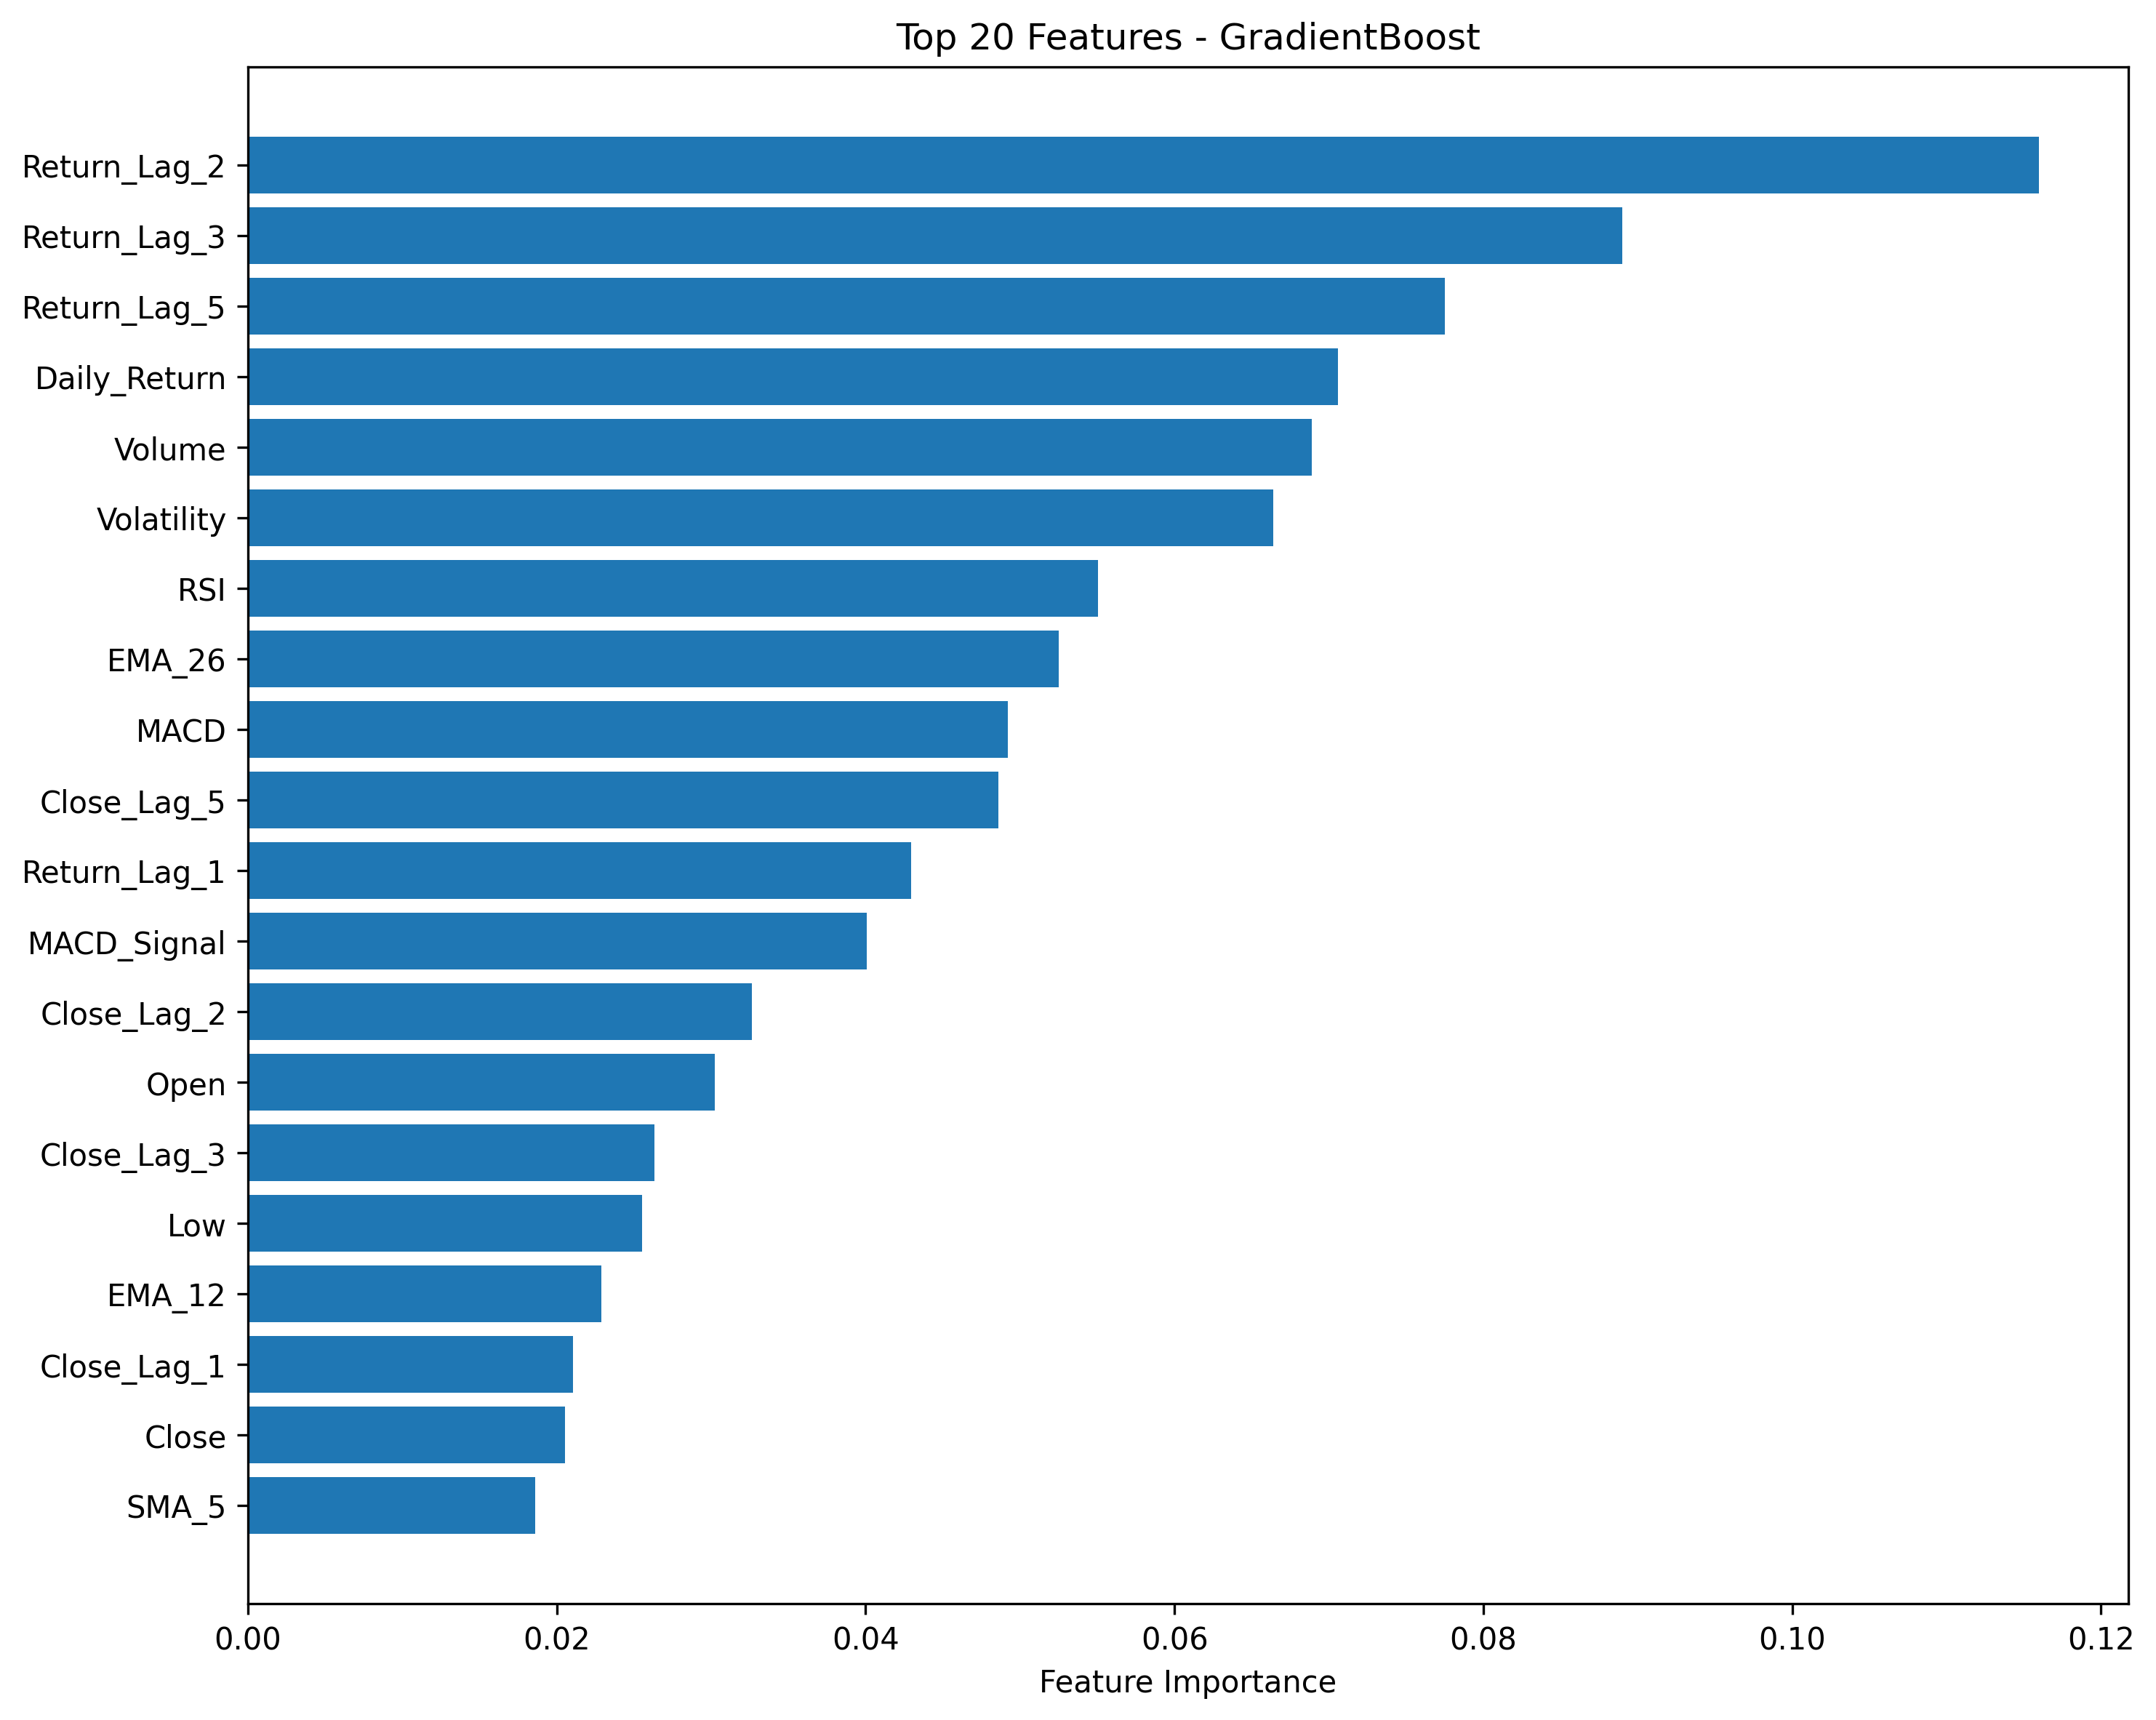 Top 20 Features - GradientBoost
Return_Lag_2
Return_Lag_3
Return_Lag_5
Daily_Return
Volume
Volatility
RSI
EMA_26
MACD
Close_Lag_5
Return_Lag_1
MACD_Signal
Close_Lag_2
Open
Close_Lag_3
Low
EMA_12
Close_Lag_1
Close
SMA_5
0.00 0.02 0.04 0.06 0.08 0.10 0.12
Feature Importance